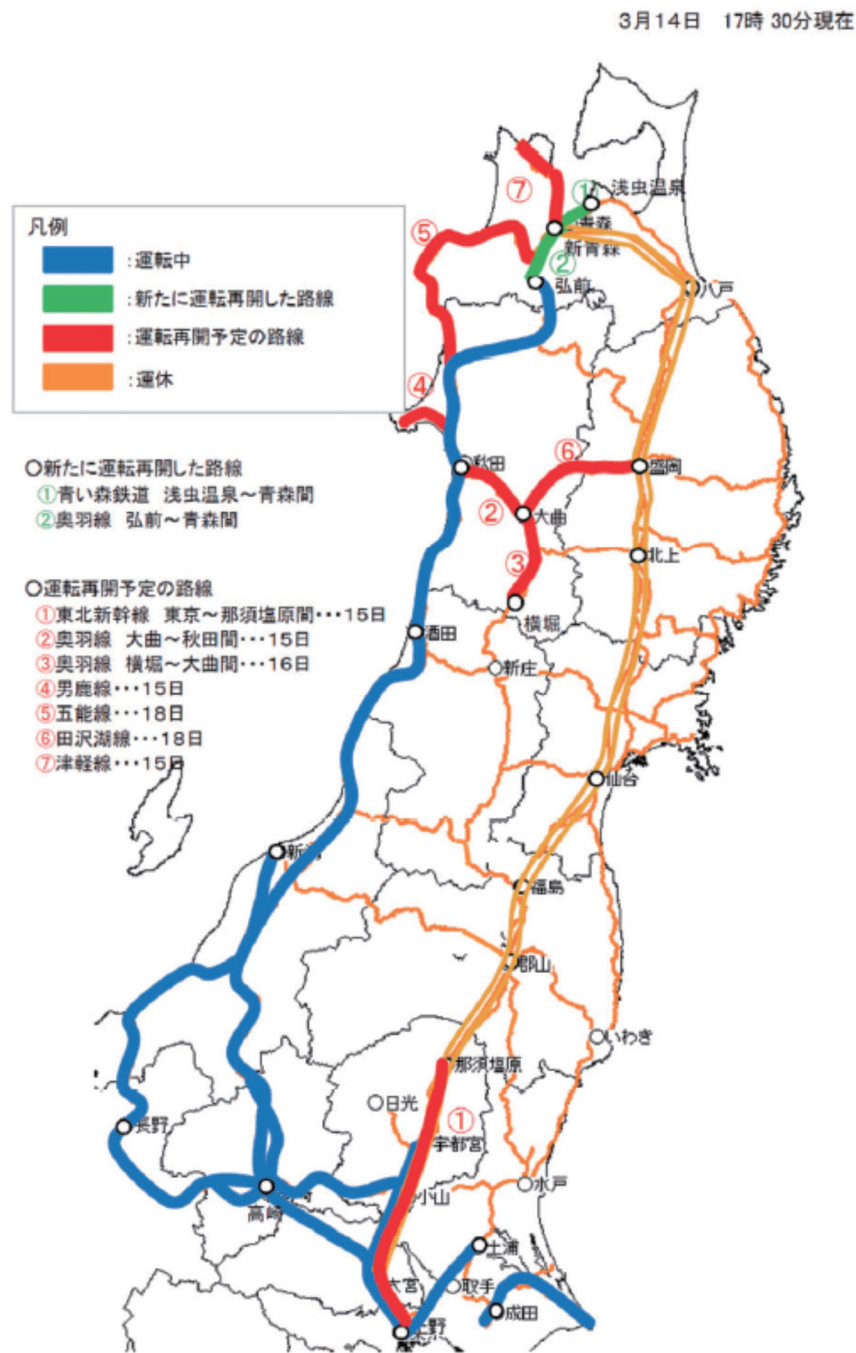 3月14日 17時 30分現在
凡例
:運転中
:新たに運転再開した路線
:運転再開予定の路線
:運休
○新たに運転再開した路線
①青い森鉄道 浅虫温泉～青森間
②奥羽線 弘前～青森間
○運転再開予定の路線
①東北新幹線 東京～那須塩原間・・・15日
②奥羽線 大曲～秋田間・・・15日
③奥羽線 横堀～大曲間・・・16日
④男鹿線・・・15日
⑤五能線・・・18日
⑥田沢湖線・・・18日
⑦津軽線・・・15日
⑦
①
浅虫温泉
青森
⑤
新青森
②
弘前
④
秋田
⑥
盛岡
②
大曲
北上
③
横堀
酒田
新庄
仙台
福島
郡山
いわき
那須塩原
日光
①
宇都宮
長野
小山
水戸
高崎
土浦
大宮
取手
成田
上野